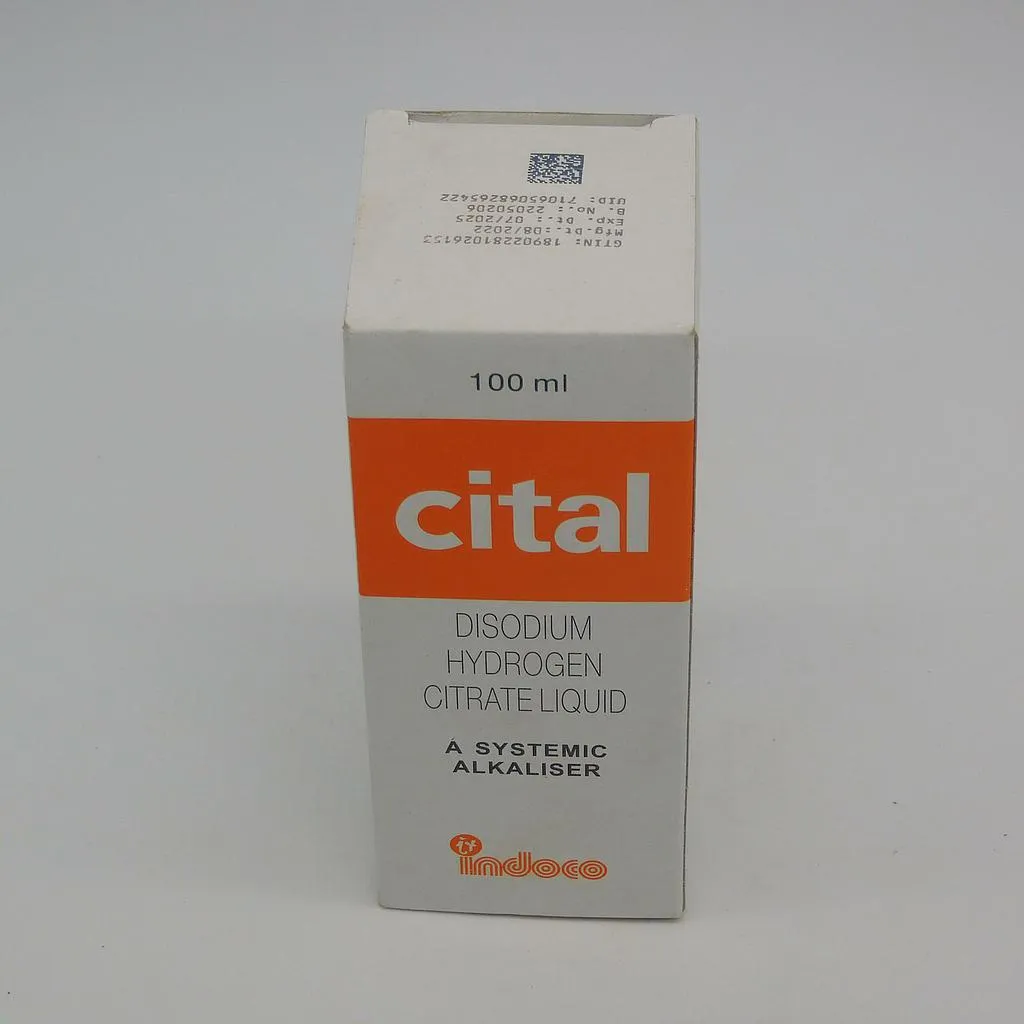 GTIN: 18902281026153
Mfg.Dt.:08/2022
Exp. Dt.: 07/2025
B. No.: 22050206
UID: 7106506826542Z
100 ml
cital
DISODIUM
HYDROGEN
CITRATE LIQUID
A SYSTEMIC
ALKALISER
indoco